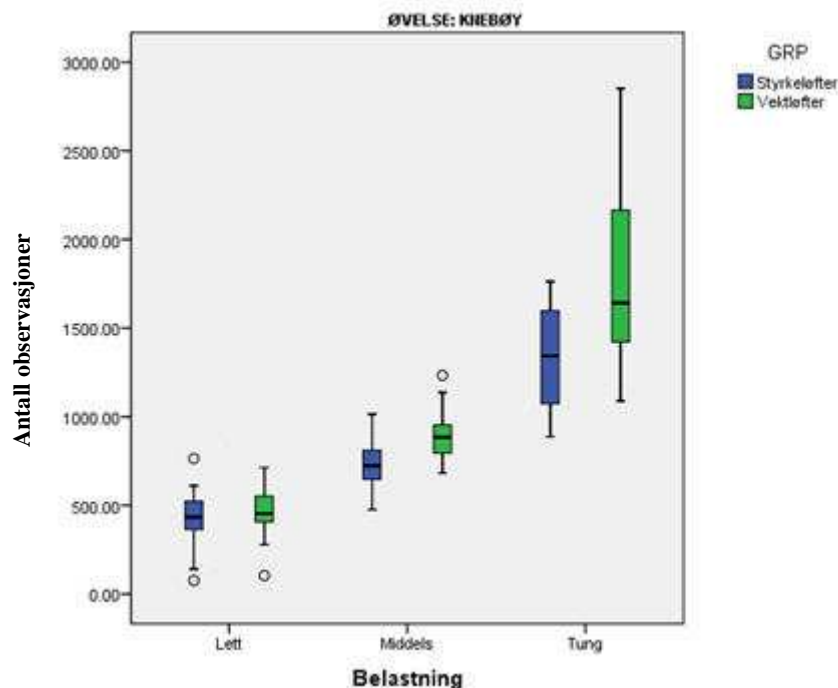 ØVELSE: KNEBØY
GRP
Styrkeløfter
Vektløfter
Antall observasjoner
3000.00
2500.00
2000.00
1500.00
1000.00
500.00
0.00
Lett
Middels
Tung
Belastning